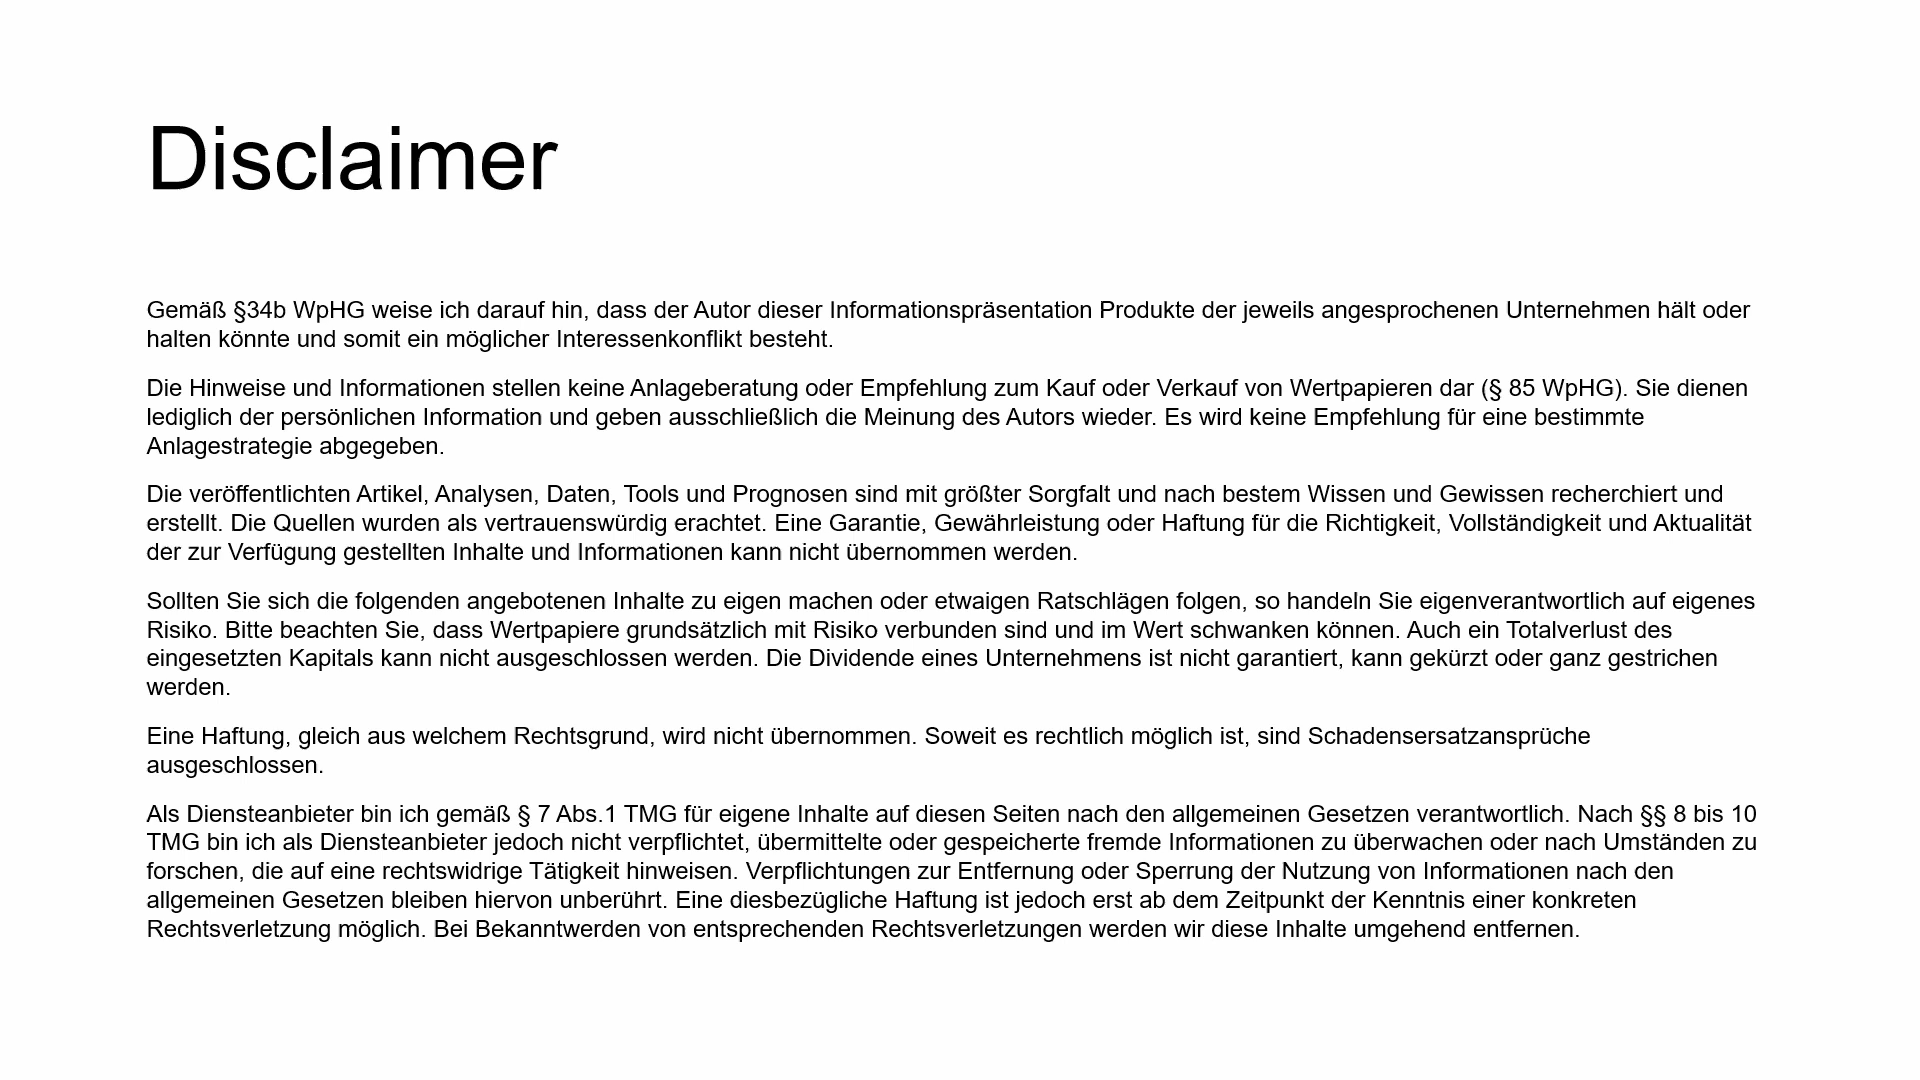 Disclaimer
Gemäß §34b WpHG weise ich darauf hin, dass der Autor dieser Informationspräsentation Produkte der jeweils angesprochenen Unternehmen hält oder
halten könnte und somit ein möglicher Interessenkonflikt besteht.
Die Hinweise und Informationen stellen keine Anlageberatung oder Empfehlung zum Kauf oder Verkauf von Wertpapieren dar (§ 85 WpHG). Sie dienen
lediglich der persönlichen Information und geben ausschließlich die Meinung des Autors wieder. Es wird keine Empfehlung für eine bestimmte
Anlagestrategie abgegeben.
Die veröffentlichten Artikel, Analysen, Daten, Tools und Prognosen sind mit größter Sorgfalt und nach bestem Wissen und Gewissen recherchiert und
erstellt. Die Quellen wurden als vertrauenswürdig erachtet. Eine Garantie, Gewährleistung oder Haftung für die Richtigkeit, Vollständigkeit und Aktualität
der zur Verfügung gestellten Inhalte und Informationen kann nicht übernommen werden.
Sollten Sie sich die folgenden angebotenen Inhalte zu eigen machen oder etwaigen Ratschlägen folgen, so handeln Sie eigenverantwortlich auf eigenes
Risiko. Bitte beachten Sie, dass Wertpapiere grundsätzlich mit Risiko verbunden sind und im Wert schwanken können. Auch ein Totalverlust des
eingesetzten Kapitals kann nicht ausgeschlossen werden. Die Dividende eines Unternehmens ist nicht garantiert, kann gekürzt oder ganz gestrichen
werden.
Eine Haftung, gleich aus welchem Rechtsgrund, wird nicht übernommen. Soweit es rechtlich möglich ist, sind Schadensersatzansprüche
ausgeschlossen.
Als Diensteanbieter bin ich gemäß § 7 Abs.1 TMG für eigene Inhalte auf diesen Seiten nach den allgemeinen Gesetzen verantwortlich. Nach §§ 8 bis 10
TMG bin ich als Diensteanbieter jedoch nicht verpflichtet, übermittelte oder gespeicherte fremde Informationen zu überwachen oder nach Umständen zu
forschen, die auf eine rechtswidrige Tätigkeit hinweisen. Verpflichtungen zur Entfernung oder Sperrung der Nutzung von Informationen nach den
allgemeinen Gesetzen bleiben hiervon unberührt. Eine diesbezügliche Haftung ist jedoch erst ab dem Zeitpunkt der Kenntnis einer konkreten
Rechtsverletzung möglich. Bei Bekanntwerden von entsprechenden Rechtsverletzungen werden wir diese Inhalte umgehend entfernen.